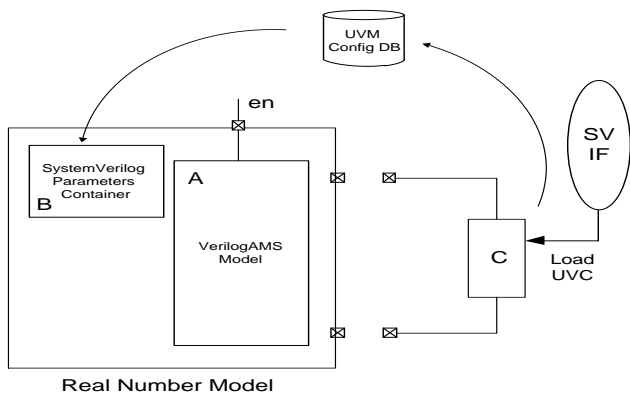 UVM
Config DB
en
SV
IF
SystemVerilog
Parameters
Container
B
A
VerilogAMS
Model
C
Load
UVC
Real Number Model